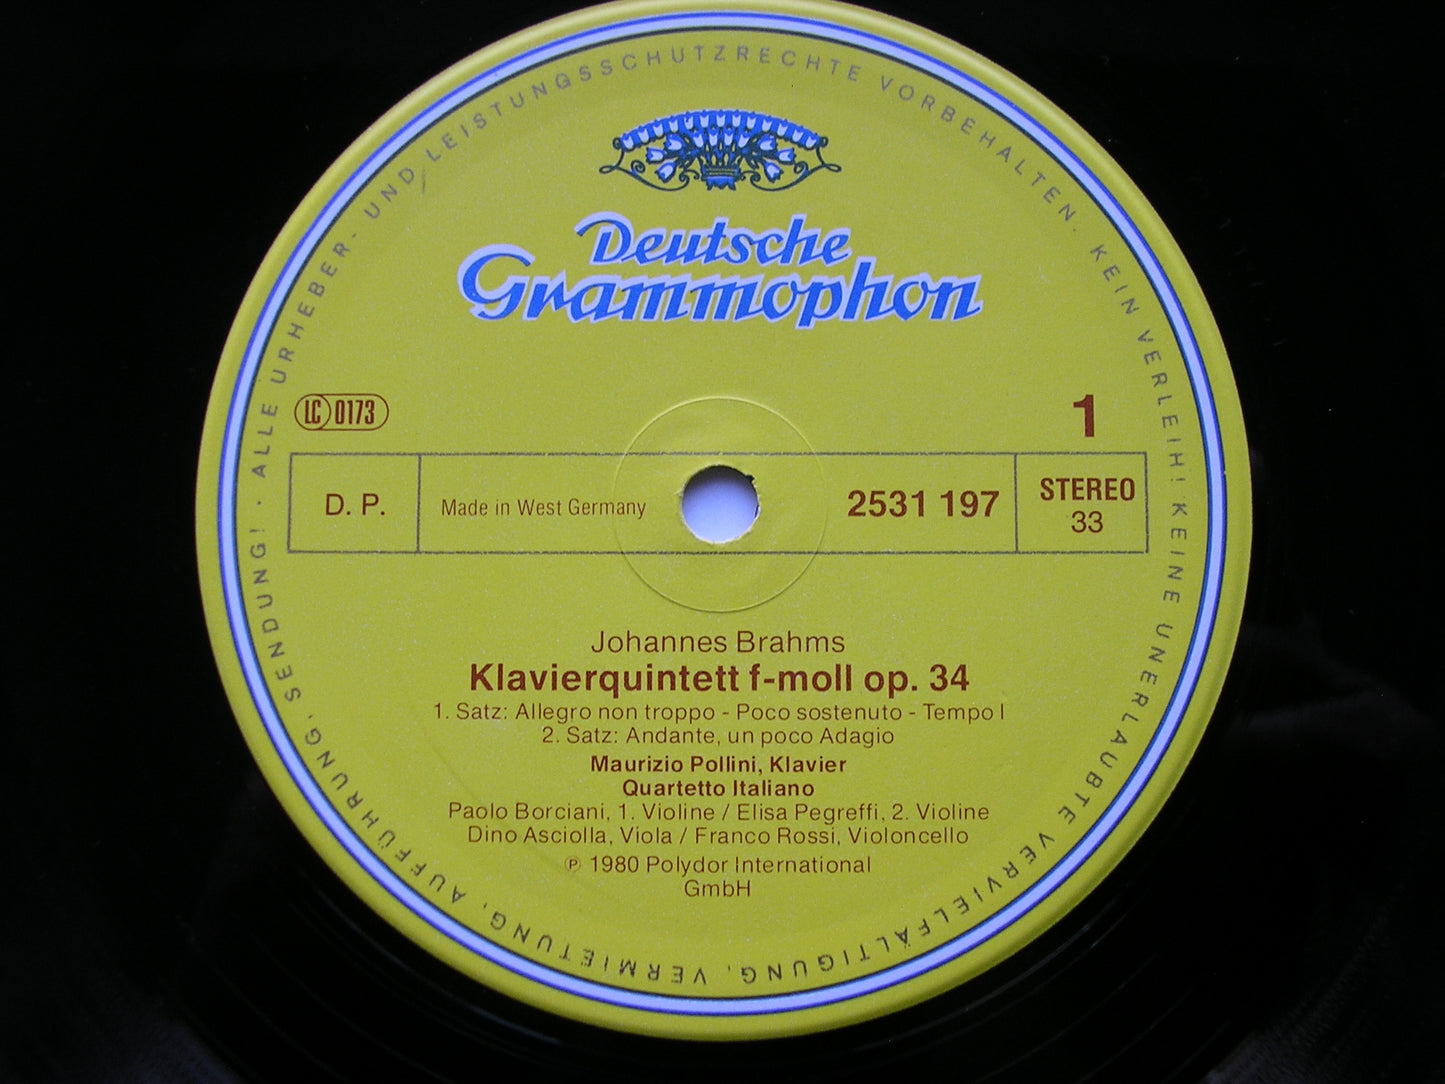 ALLE URHEBER- UND LEISTUNGSSCHUTZRECHTE VORBEHALTEN. KEIN VERLEIH! KEINE UNERLAUBTE VERVIELFÄLTIGUNG, VERMIETUNG, AUFFÜHRUNG, SENDUNG! ·
Deutsche
Grammophon
LC 0173
1
D. P.
Made in West Germany
2531 197
STEREO
33
Johannes Brahms
Klavierquintett f-moll op. 34
1. Satz: Allegro non troppo - Poco sostenuto - Tempo I
2. Satz: Andante, un poco Adagio
Maurizio Pollini, Klavier
Quartetto Italiano
Paolo Borciani, 1. Violine / Elisa Pegreffi, 2. Violine
Dino Asciolla, Viola / Franco Rossi, Violoncello
℗ 1980 Polydor International
GmbH